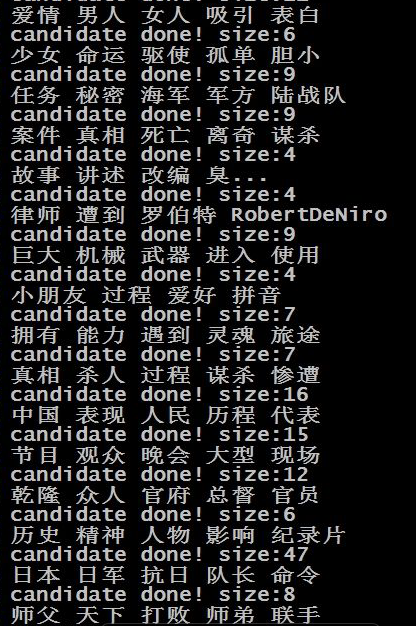 爱情 男人 女人 吸引 表白
candidate done! size:6
少女 命运 驱使 孤单 胆小
candidate done! size:9
任务 秘密 海军 军方 陆战队
candidate done! size:9
案件 真相 死亡 离奇 谋杀
candidate done! size:4
故事 讲述 改编 臭...
candidate done! size:4
律师 遭到 罗伯特 RobertDeNiro
candidate done! size:9
巨大 机械 武器 进入 使用
candidate done! size:4
小朋友 过程 爱好 拼音
candidate done! size:7
拥有 能力 遇到 灵魂 旅途
candidate done! size:7
真相 杀人 过程 谋杀 惨遭
candidate done! size:16
中国 表现 人民 历程 代表
candidate done! size:15
节目 观众 晚会 大型 现场
candidate done! size:12
乾隆 众人 官府 总督 官员
candidate done! size:6
历史 精神 人物 影响 纪录片
candidate done! size:47
日本 日军 抗日 队长 命令
candidate done! size:8
师父 天下 打败 师弟 联手